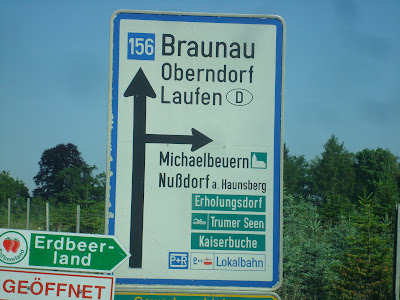 156 Braunau
Oberndorf
Laufen D
Michaelbeuern
Nußdorf a. Haunsberg
Erholungsdorf
Trumer Seen
Kaiserbuche
P+R Lokalbahn
Erdbeer-
land
GEÖFFNET